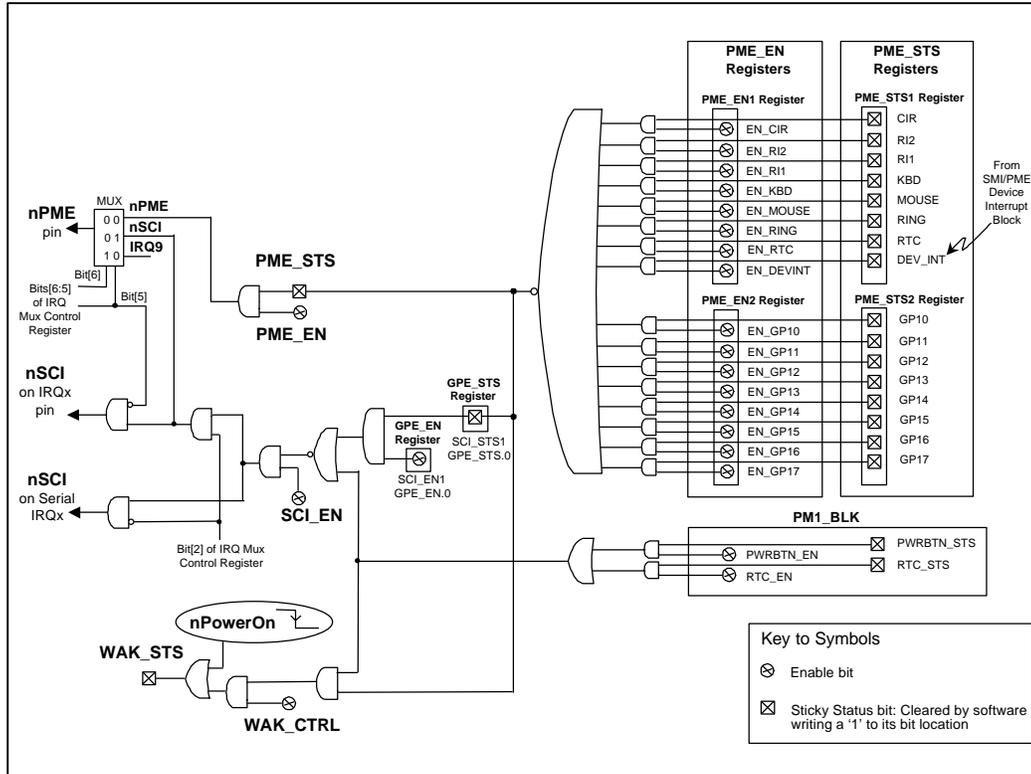 PME_EN
Registers
PME_STS
Registers
PME_EN1 Register
PME_STS1 Register
CIR
EN_CIR
RI2
EN_RI2
RI1
EN_RI1
KBD
EN_KBD
MOUSE
EN_MOUSE
RING
EN_RING
RTC
EN_RTC
DEV_INT
EN_DEVINT
From
SMI/PME
Device
Interrupt
Block
PME_EN2 Register
PME_STS2 Register
GP10
EN_GP10
GP11
EN_GP11
GP12
EN_GP12
GP13
EN_GP13
GP14
EN_GP14
GP15
EN_GP15
GP16
EN_GP16
GP17
EN_GP17
MUX
nPME
pin
0 0
0 1
1 0
nPME
nSCI
IRQ9
Bit[6]
Bits[6:5]
of IRQ
Mux Control
Register
Bit[5]
PME_STS
PME_EN
nSCI
on IRQx
pin
GPE_STS
Register
SCI_STS1
GPE_STS.0
GPE_EN
Register
SCI_EN1
GPE_EN.0
nSCI
on Serial
IRQx
SCI_EN
Bit[2] of IRQ Mux
Control Register
PM1_BLK
PWRBTN_STS
PWRBTN_EN
RTC_STS
RTC_EN
nPowerOn
WAK_STS
WAK_CTRL
Key to Symbols
Enable bit
Sticky Status bit: Cleared by software
writing a ‘1’ to its bit location